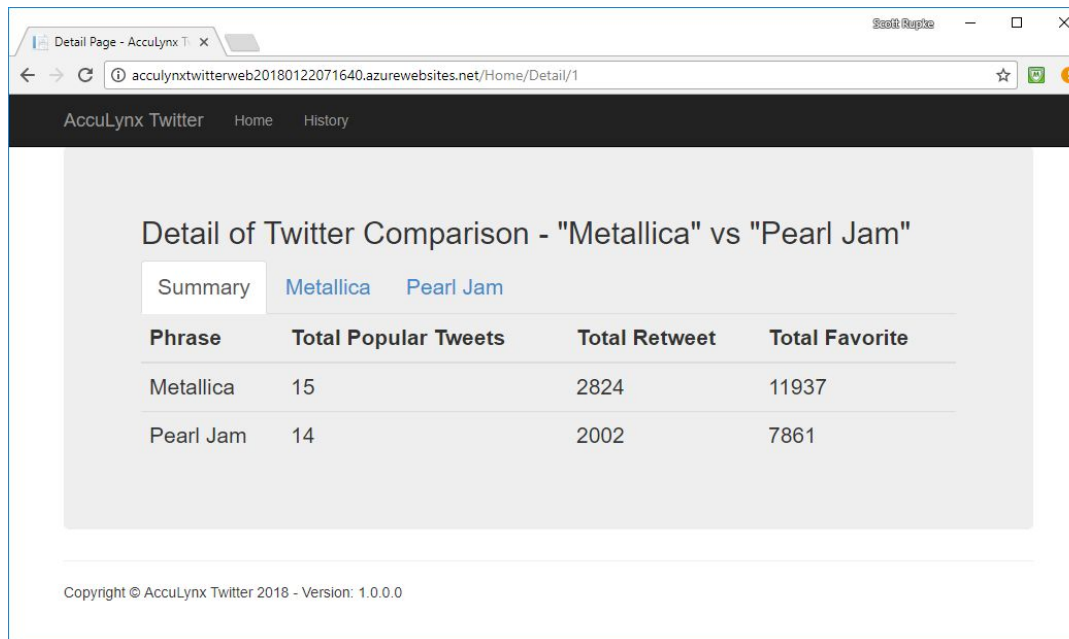 Scott Rupke
Detail Page - AccuLynx T
acculynxtwitterweb20180122071640.azurewebsites.net/Home/Detail/1
AccuLynx Twitter Home History
Detail of Twitter Comparison - "Metallica" vs "Pearl Jam"
Summary Metallica Pearl Jam
Phrase Total Popular Tweets Total Retweet Total Favorite
Metallica 15 2824 11937
Pearl Jam 14 2002 7861
Copyright © AccuLynx Twitter 2018 - Version: 1.0.0.0